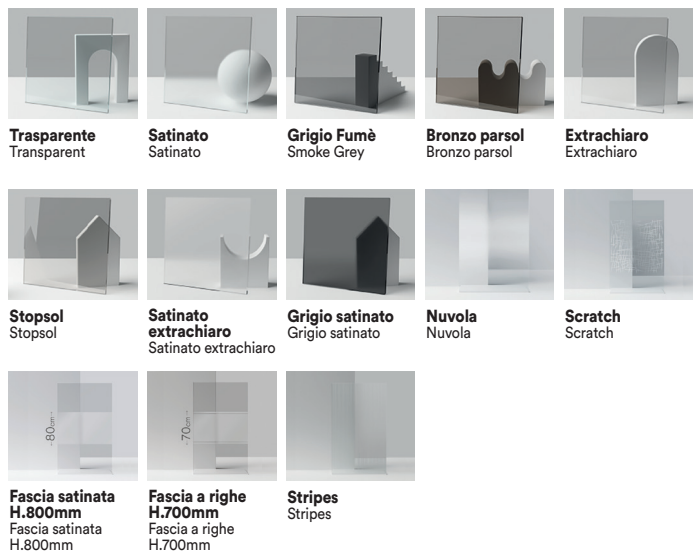 Trasparente
Transparent
Satinato
Satinato
Grigio Fumè
Smoke Grey
Bronzo parsol
Bronzo parsol
Extrachiaro
Extrachiaro
Stopsol
Stopsol
Satinato
extrachiaro
Satinato extrachiaro
Grigio satinato
Grigio satinato
Nuvola
Nuvola
Scratch
Scratch
-80cm-
Fascia satinata
H.800mm
Fascia satinata
H.800mm
-70cm-
Fascia a righe
H.700mm
Fascia a righe
H.700mm
Stripes
Stripes